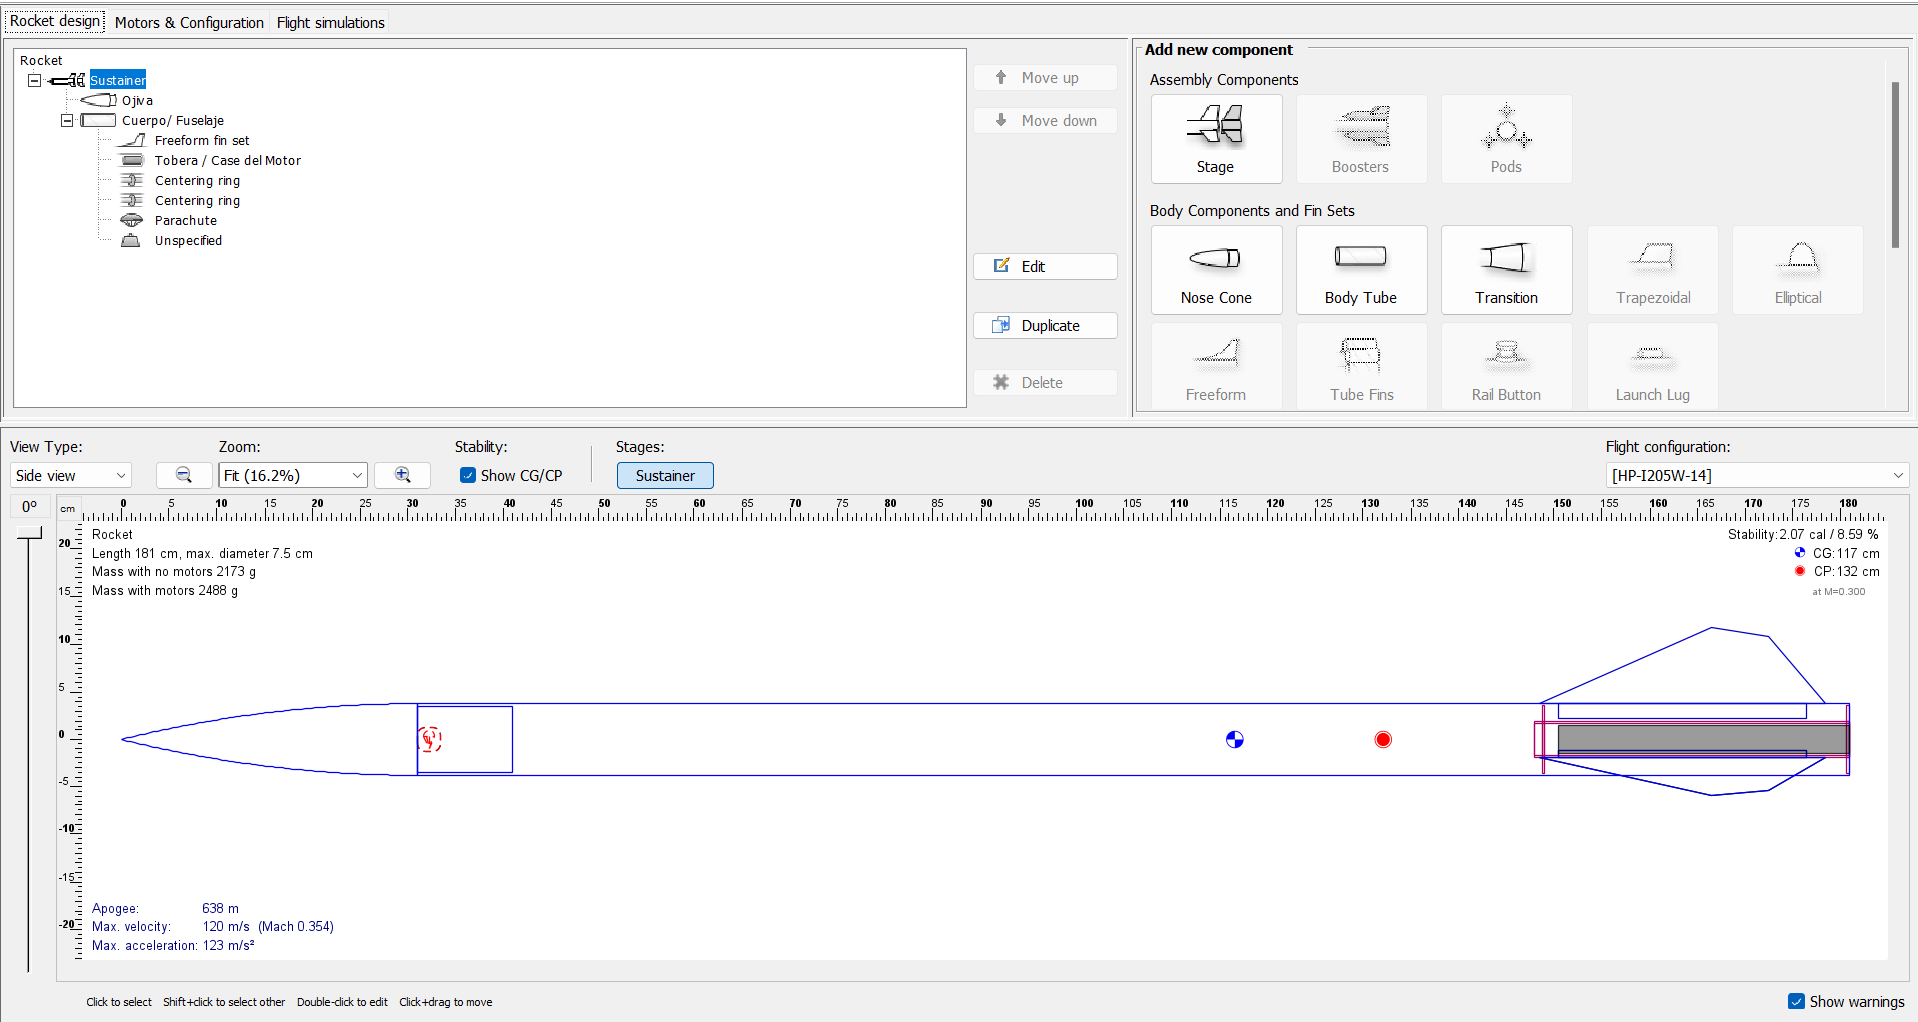 Rocket design Motors & Configuration Flight simulations
Rocket
Sustainer
Ojiva
Cuerpo/ Fuselaje
Freeform fin set
Tobera / Case del Motor
Centering ring
Centering ring
Parachute
Unspecified
Move up
Move down
Edit
Duplicate
Delete
Add new component
Assembly Components
Stage Boosters Pods
Body Components and Fin Sets
Nose Cone Body Tube Transition Trapezoidal Elliptical
Freeform Tube Fins Rail Button Launch Lug
View Type: Zoom: Stability: Stages: Flight configuration:
Side view Fit (16.2%) Show CG/CP Sustainer [HP-I205W-14]
0°
cm 0 5 10 15 20 25 30 35 40 45 50 55 60 65 70 75 80 85 90 95 100 105 110 115 120 125 130 135 140 145 150 155 160 165 170 175 180
20
15
10
5
0
-5
-10
-15
-20
Rocket
Length 181 cm, max. diameter 7.5 cm
Mass with no motors 2173 g
Mass with motors 2488 g
Stability: 2.07 cal / 8.59 %
CG: 117 cm
CP: 132 cm
at M=0.300
Apogee: 638 m
Max. velocity: 120 m/s (Mach 0.354)
Max. acceleration: 123 m/s²
Click to select Shift+click to select other Double-click to edit Click+drag to move
Show warnings